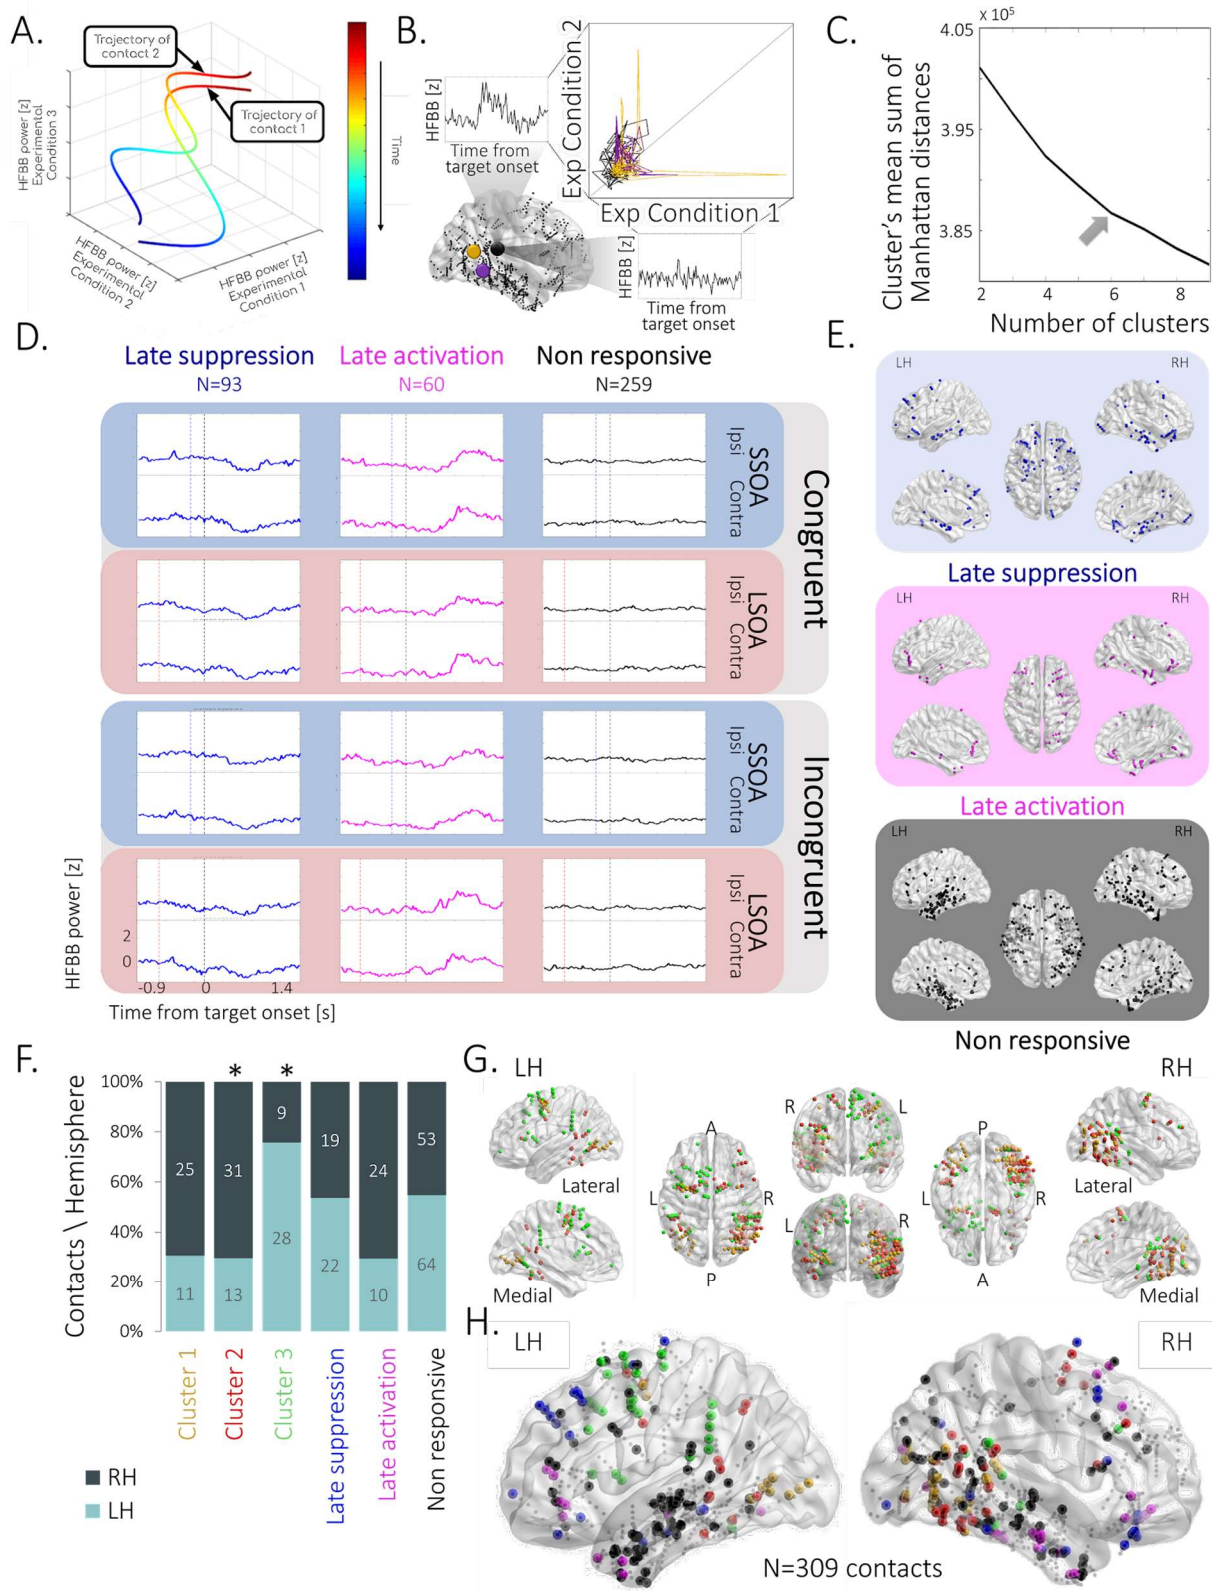 A.
Trajectory of
contact 2
Trajectory of
contact 1
HFBB power [z]
Experimental
Condition 3
HFBB power [z]
Experimental
Condition 2
HFBB power [z]
Experimental
Condition 1
Time
B.
HFBB [z]
Time from
target onset
Exp Condition 2
Exp Condition 1
HFBB [z]
Time from
target onset
C.
x 10⁵
4.05
3.95
3.85
2
4
6
8
Cluster's mean sum of
Manhattan distances
Number of clusters
D.
Late suppression
N=93
Late activation
N=60
Non responsive
N=259
SSOA
Ipsi Contra
LSOA
Ipsi Contra
Congruent
SSOA
Ipsi Contra
LSOA
Ipsi Contra
Incongruent
HFBB power [z]
2
0
-0.9
0
1.4
Time from target onset [s]
E.
LH
RH
Late suppression
LH
RH
Late activation
LH
RH
Non responsive
F.
Contacts \ Hemisphere
100%
80%
60%
40%
20%
0%
* *
25
31
9
19
24
53
11
13
28
22
10
64
Cluster 1
Cluster 2
Cluster 3
Late suppression
Late activation
Non responsive
RH
LH
G.
LH
RH
Lateral
Medial
A
L
R
P
R
L
L
R
P
L
R
A
Lateral
Medial
H.
LH
RH
N=309 contacts